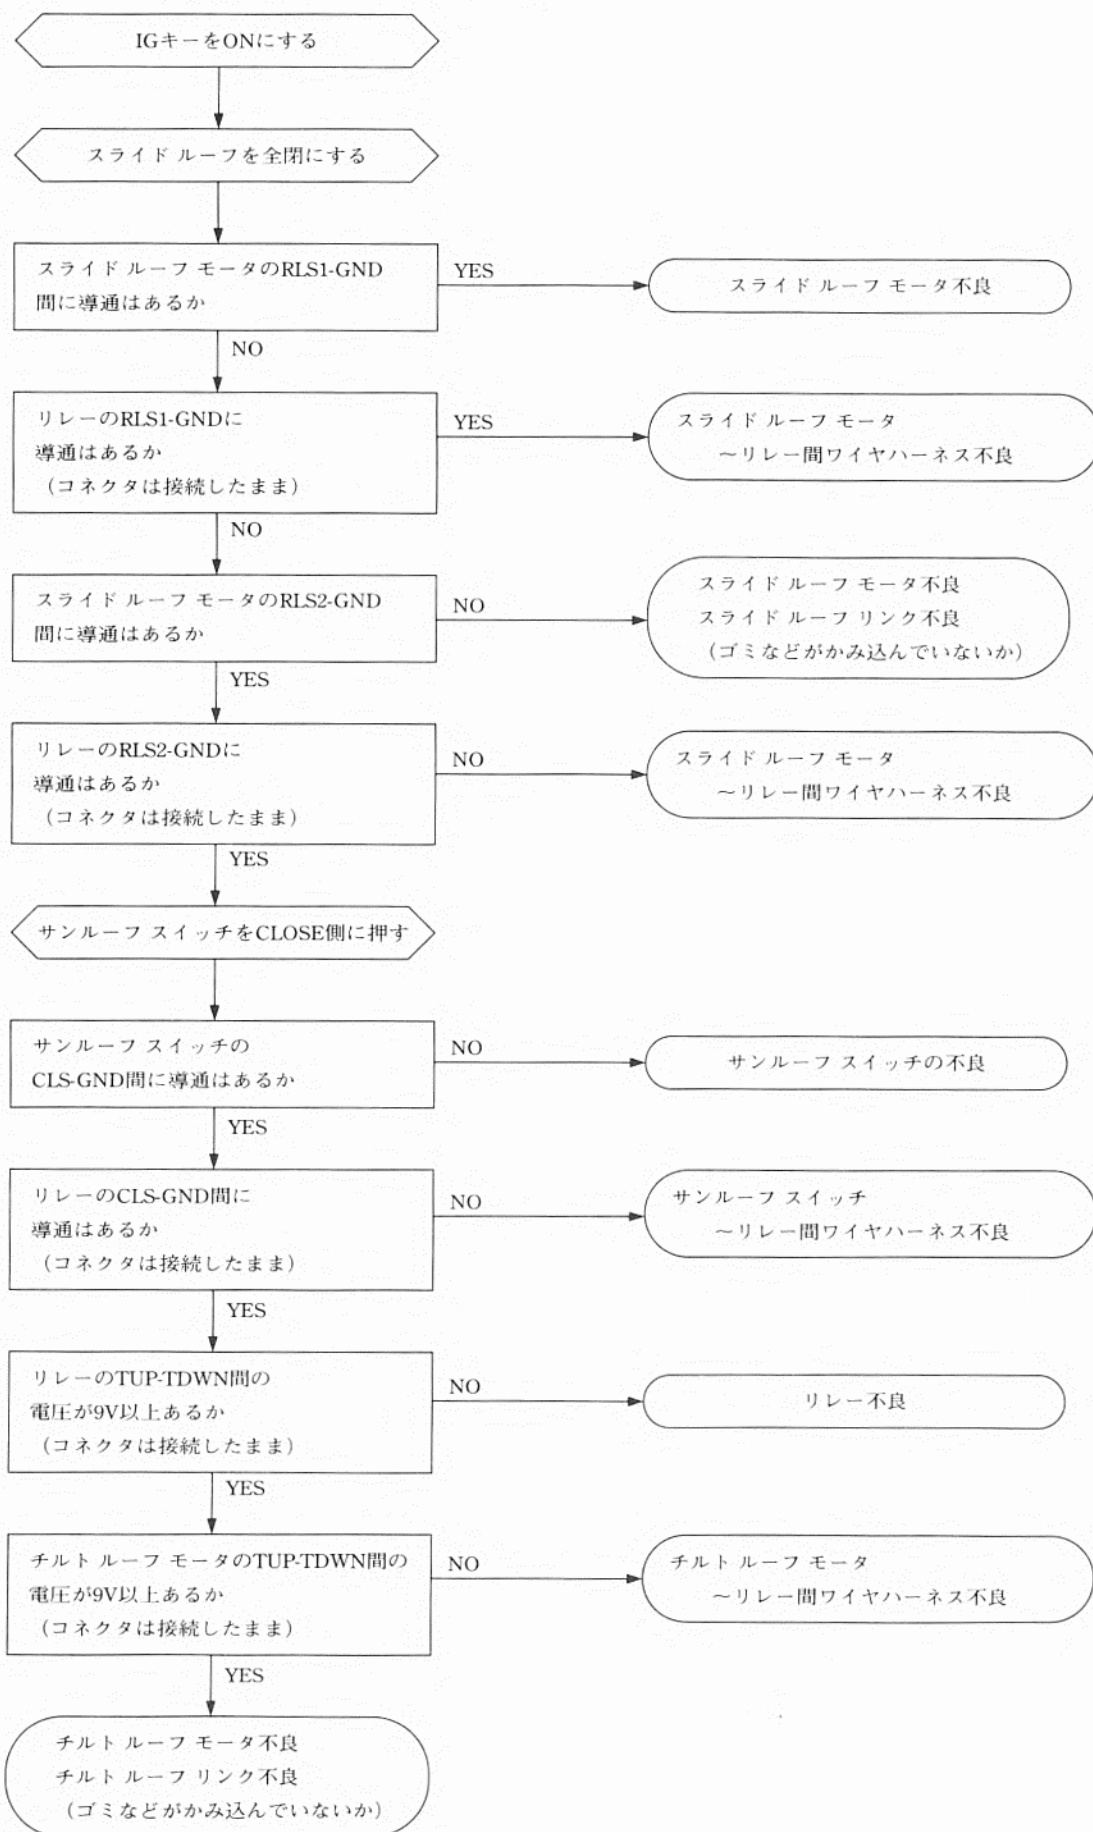 IGキーをONにする
スライド ルーフを全閉にする
スライド ルーフ モータのRLS1-GND
間に導通はあるか
YES
スライド ルーフ モータ不良
NO
リレーのRLS1-GNDに
導通はあるか
（コネクタは接続したまま）
YES
スライド ルーフ モータ
〜リレー間ワイヤハーネス不良
NO
スライド ルーフ モータのRLS2-GND
間に導通はあるか
NO
スライド ルーフ モータ不良
スライド ルーフ リンク不良
（ゴミなどがかみ込んでいないか）
YES
リレーのRLS2-GNDに
導通はあるか
（コネクタは接続したまま）
NO
スライド ルーフ モータ
〜リレー間ワイヤハーネス不良
YES
サンルーフ スイッチをCLOSE側に押す
サンルーフ スイッチの
CLS-GND間に導通はあるか
NO
サンルーフ スイッチの不良
YES
リレーのCLS-GND間に
導通はあるか
（コネクタは接続したまま）
NO
サンルーフ スイッチ
〜リレー間ワイヤハーネス不良
YES
リレーのTUP-TDWN間の
電圧が9V以上あるか
（コネクタは接続したまま）
NO
リレー不良
YES
チルト ルーフ モータのTUP-TDWN間の
電圧が9V以上あるか
（コネクタは接続したまま）
NO
チルト ルーフ モータ
〜リレー間ワイヤハーネス不良
YES
チルト ルーフ モータ不良
チルト ルーフ リンク不良
（ゴミなどがかみ込んでいないか）